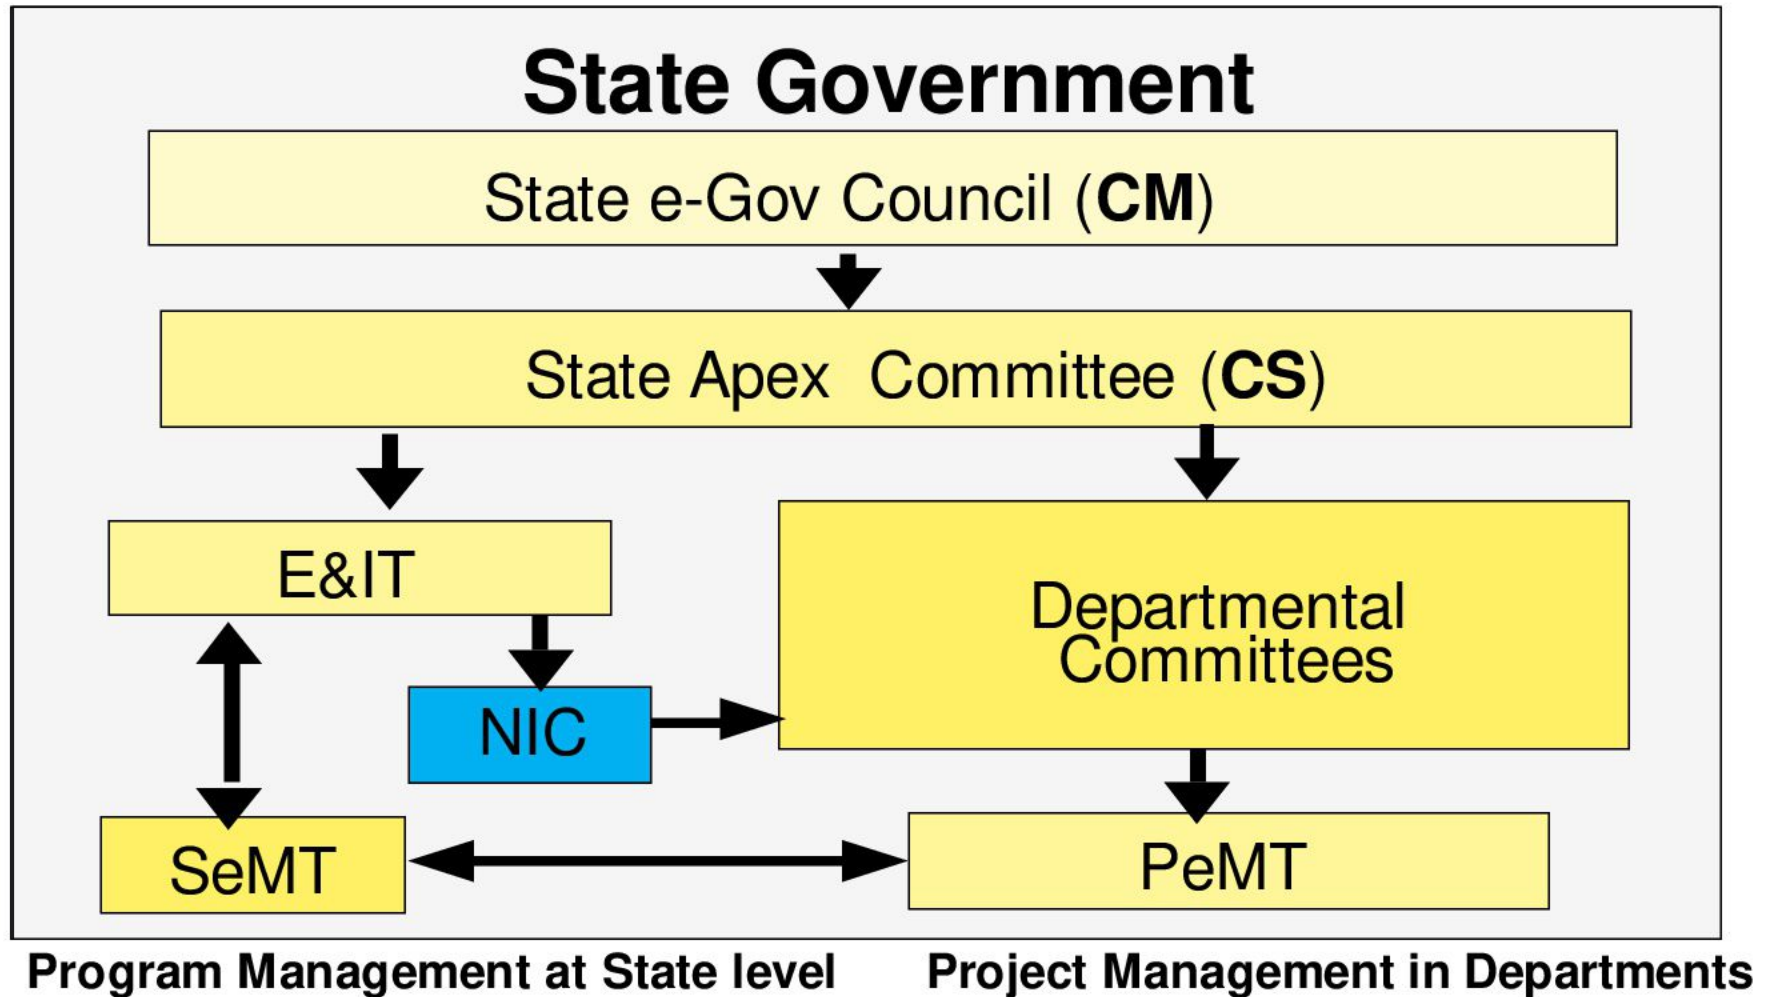 State Government
State e-Gov Council (CM)
State Apex Committee (CS)
E&IT
Departmental
Committees
NIC
SeMT
PeMT
Program Management at State level
Project Management in Departments